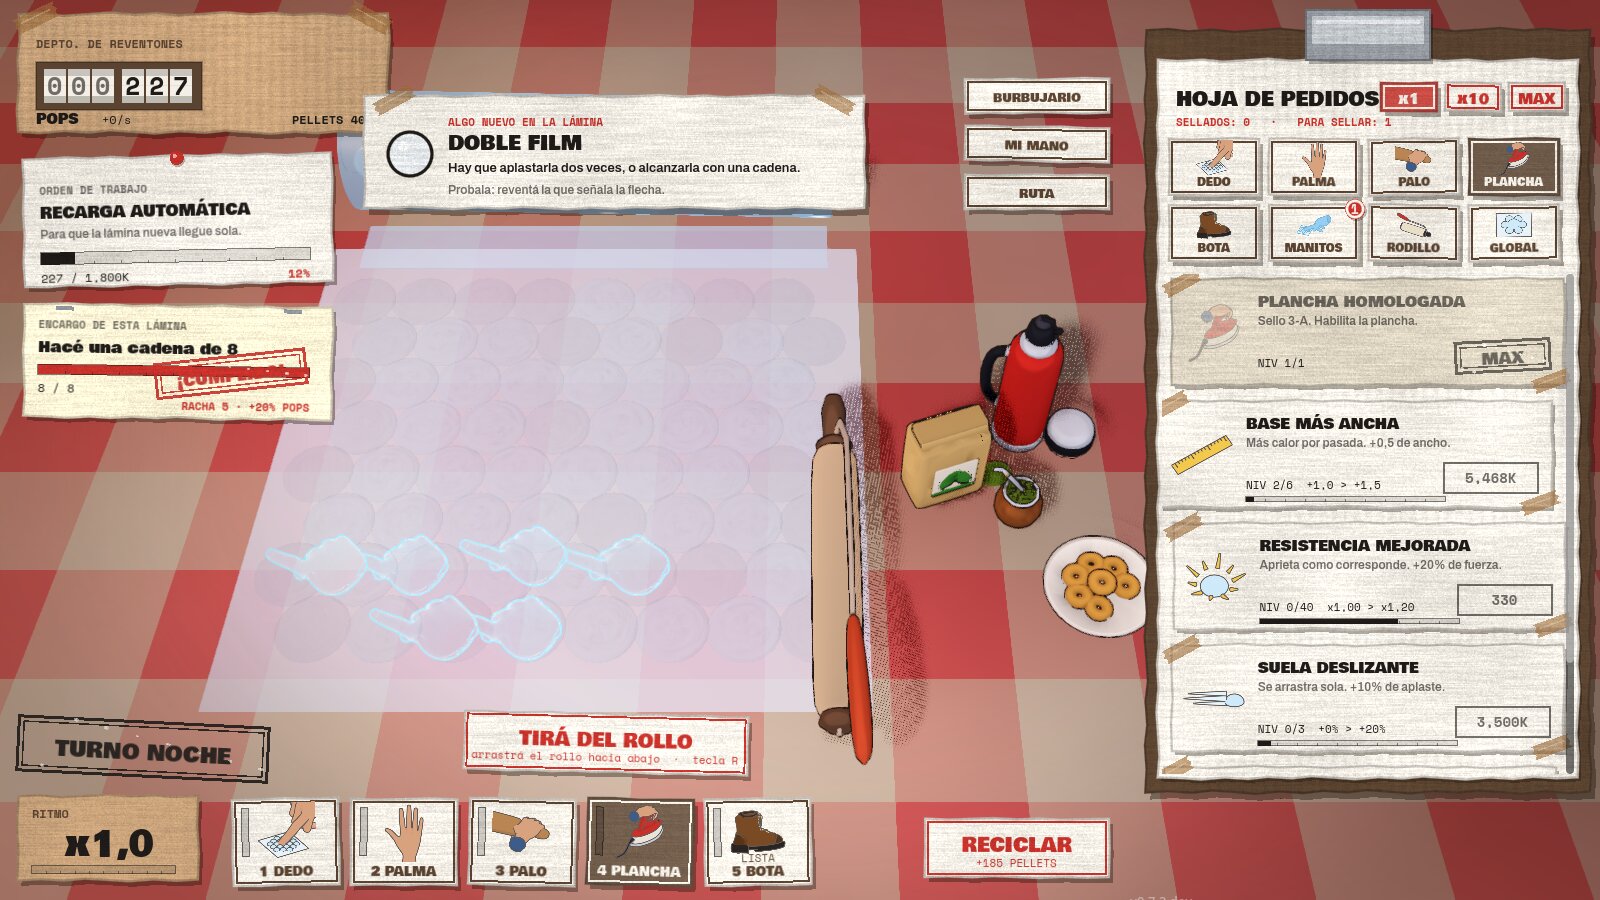 DEPTO. DE REVENTONES
000 227
POPS +0/s PELLETS 40
ORDEN DE TRABAJO
RECARGA AUTOMÁTICA
Para que la lámina nueva llegue sola.
227 / 1.800K 12%
ENCARGO DE ESTA LÁMINA
Hacé una cadena de 8
8 / 8
RACHA 5 · +20% POPS
ALGO NUEVO EN LA LÁMINA
DOBLE FILM
Hay que aplastarla dos veces, o alcanzarla con una cadena.
Probala: reventá la que señala la flecha.
BURBUJARIO
MI MANO
RUTA
HOJA DE PEDIDOS x1 x10 MAX
SELLADOS: 0 · PARA SELLAR: 1
DEDO PALMA PALO PLANCHA
1
BOTA MANITOS RODILLO GLOBAL
PLANCHA HOMOLOGADA
Sello 3-A. Habilita la plancha.
NIV 1/1 MAX
BASE MÁS ANCHA
Más calor por pasada. +0,5 de ancho.
NIV 2/6 +1.0 > +1.5 5,468K
RESISTENCIA MEJORADA
Aprieta como corresponde. +20% de fuerza.
NIV 0/40 x1.00 > x1.20 330
SUELA DESLIZANTE
Se arrastra sola. +10% de aplaste.
NIV 0/3 +0% > +20% 3,500K
TURNO NOCHE
TIRÁ DEL ROLLO
arrastrá el rollo hacia abajo · tecla R
RITMO
x1,0
1 DEDO 2 PALMA 3 PALO 4 PLANCHA
LISTA
5 BOTA
RECICLAR
+185 PELLETS